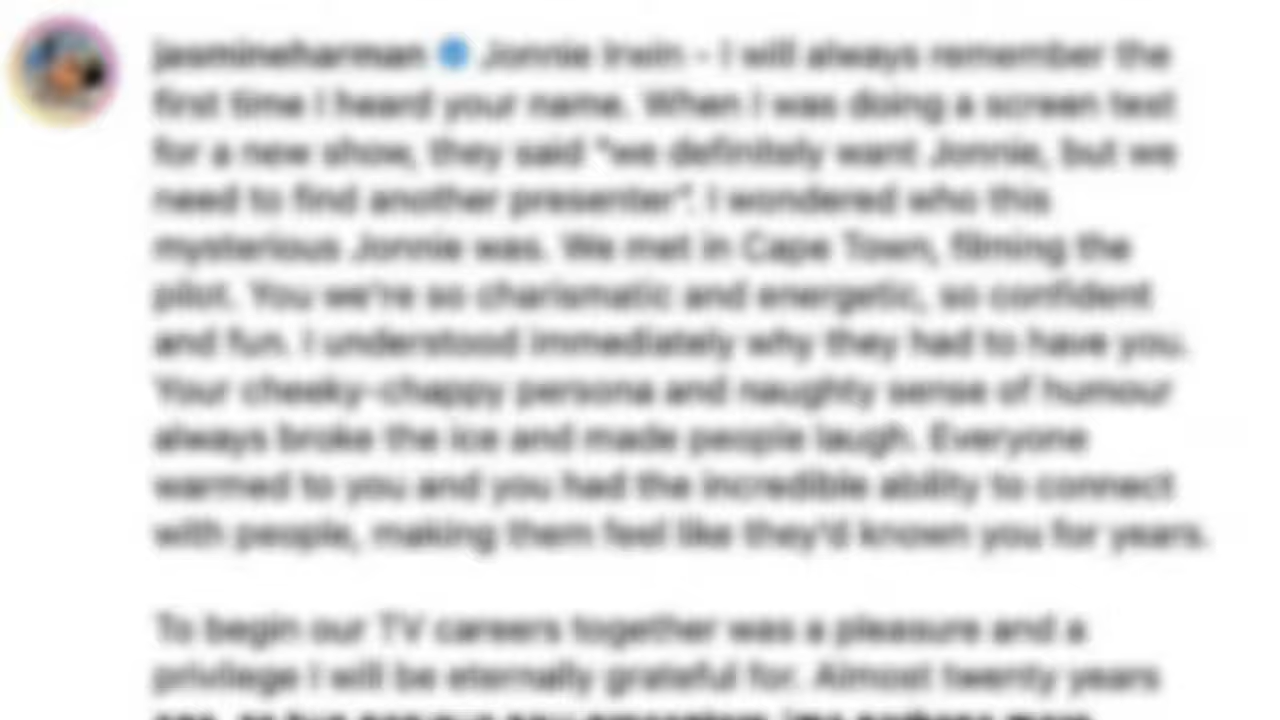 jasmineharman Jonnie Irwin - I will always remember the
first time I heard your name. When I was doing a screen test
for a new show, they said "we definitely want Jonnie, but we
need to find another presenter". I wondered who this
mysterious Jonnie was. We met in Cape Town, filming the
pilot. You we're so charismatic and energetic, so confident
and fun. I understood immediately why they had to have you.
Your cheeky-chappy persona and naughty sense of humour
always broke the ice and made people laugh. Everyone
warmed to you and you had the incredible ability to connect
with people, making them feel like they'd known you for years.
To begin our TV careers together was a pleasure and a
privilege I will be eternally grateful for. Almost twenty years